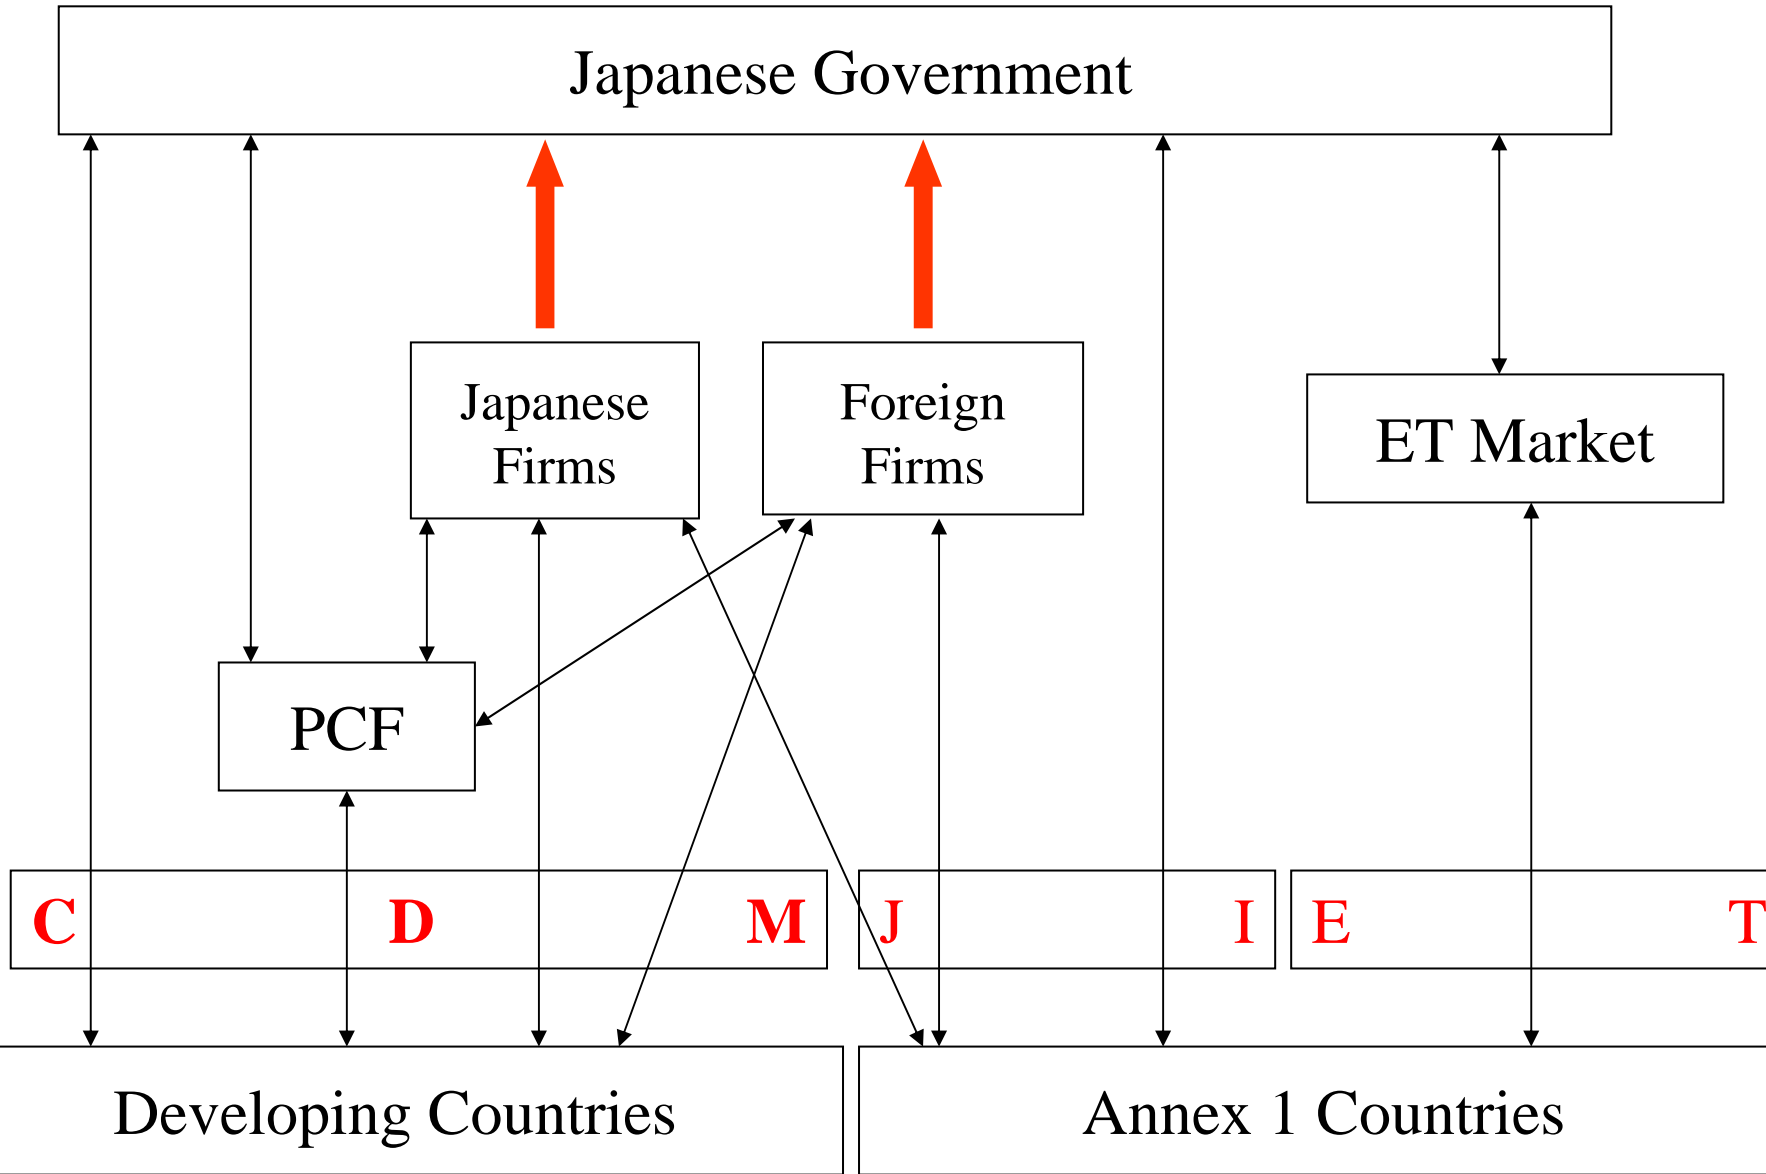 Japanese Government
Japanese
Firms
Foreign
Firms
ET Market
PCF
C D M
J I
E T
Developing Countries
Annex 1 Countries